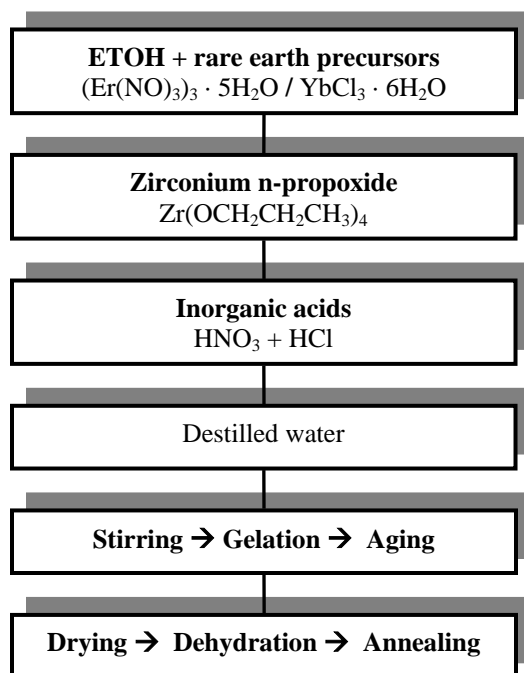 ETOH + rare earth precursors
(Er(NO)₃)₃ · 5H₂O / YbCl₃ · 6H₂O
Zirconium n-propoxide
Zr(OCH₂CH₂CH₃)₄
Inorganic acids
HNO₃ + HCl
Destilled water
Stirring → Gelation → Aging
Drying → Dehydration → Annealing